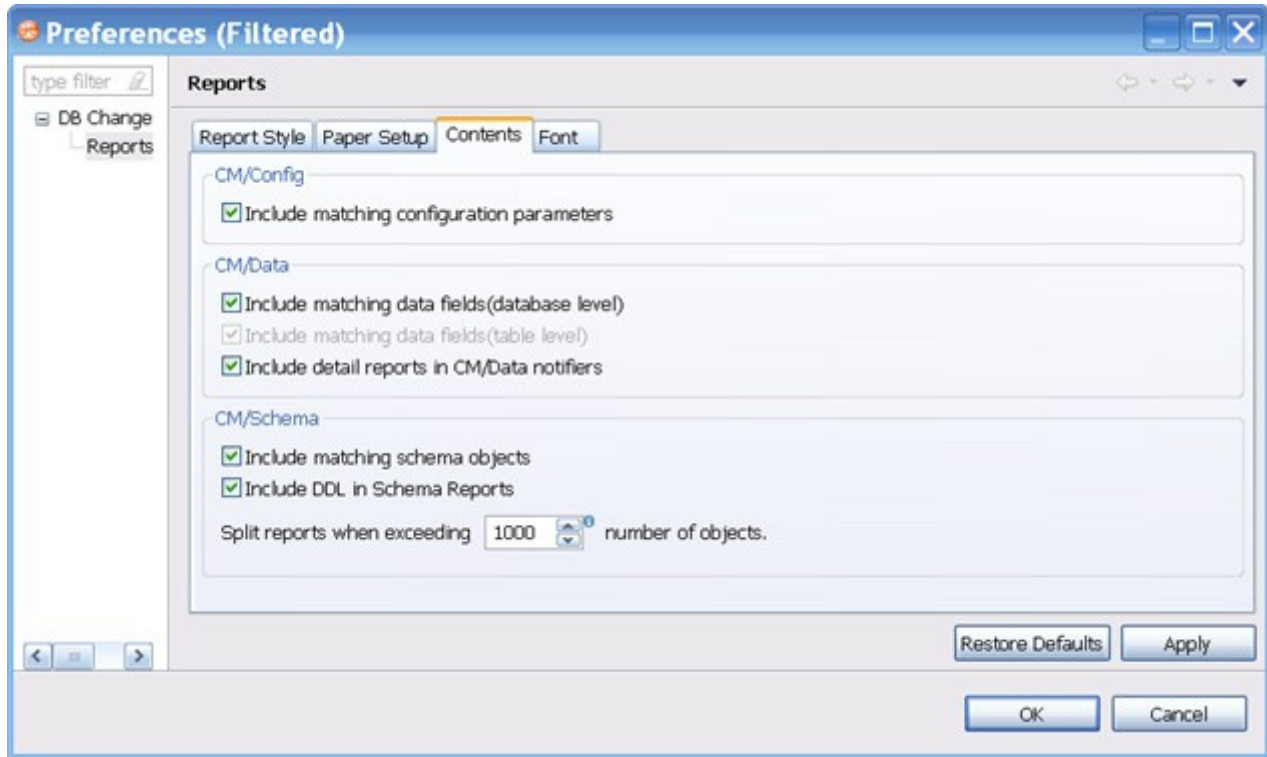 Preferences (Filtered)
type filter
Reports
DB Change
Reports
Report Style
Paper Setup
Contents
Font
CM/Config
Include matching configuration parameters
CM/Data
Include matching data fields(database level)
Include matching data fields(table level)
Include detail reports in CM/Data notifiers
CM/Schema
Include matching schema objects
Include DDL in Schema Reports
Split reports when exceeding 1000 number of objects.
Restore Defaults
Apply
OK
Cancel